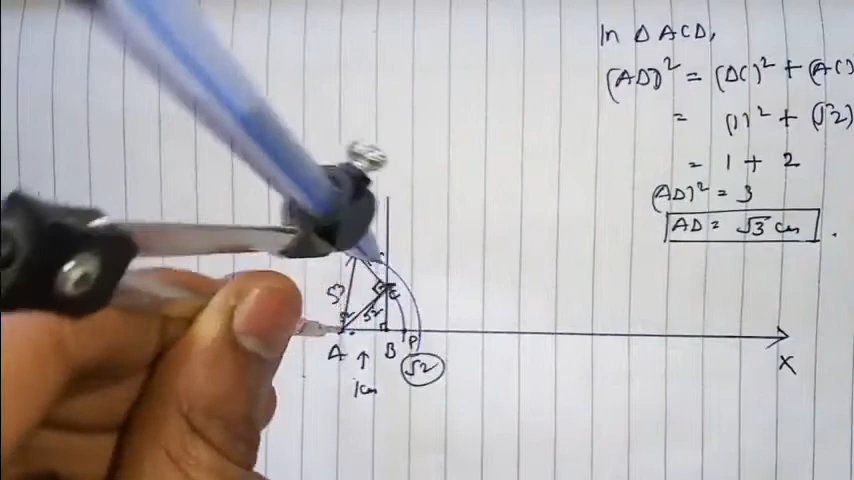 In Δ ACD,
(AD)² = (DC)² + (AC)
= (1)² + (√2)
= 1 + 2
(AD)² = 3
AD = √3 cm.
√3
√2
A
B
P
1cm
√2
X